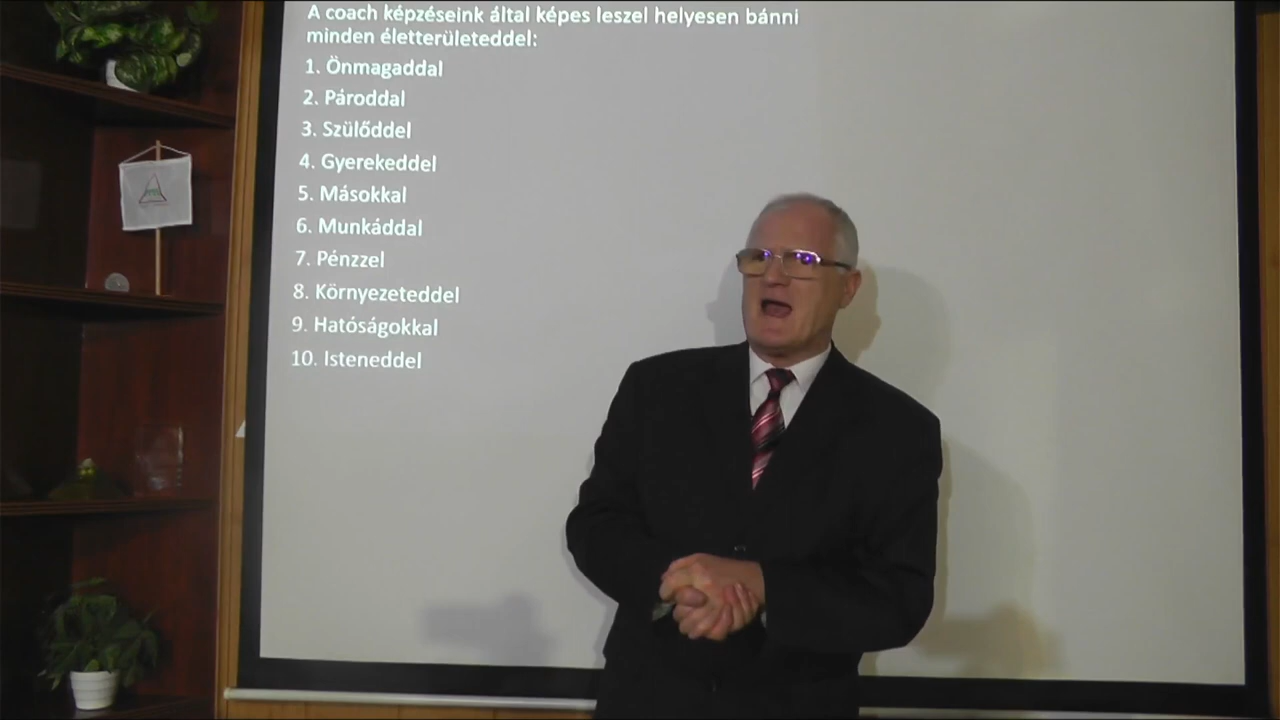 A coach képzéseink által képes leszel helyesen bánni
minden életterületeddel:
1. Önmagaddal
2. Pároddal
3. Szülőddel
4. Gyerekeddel
5. Másokkal
6. Munkáddal
7. Pénzzel
8. Környezeteddel
9. Hatóságokkal
10. Isteneddel